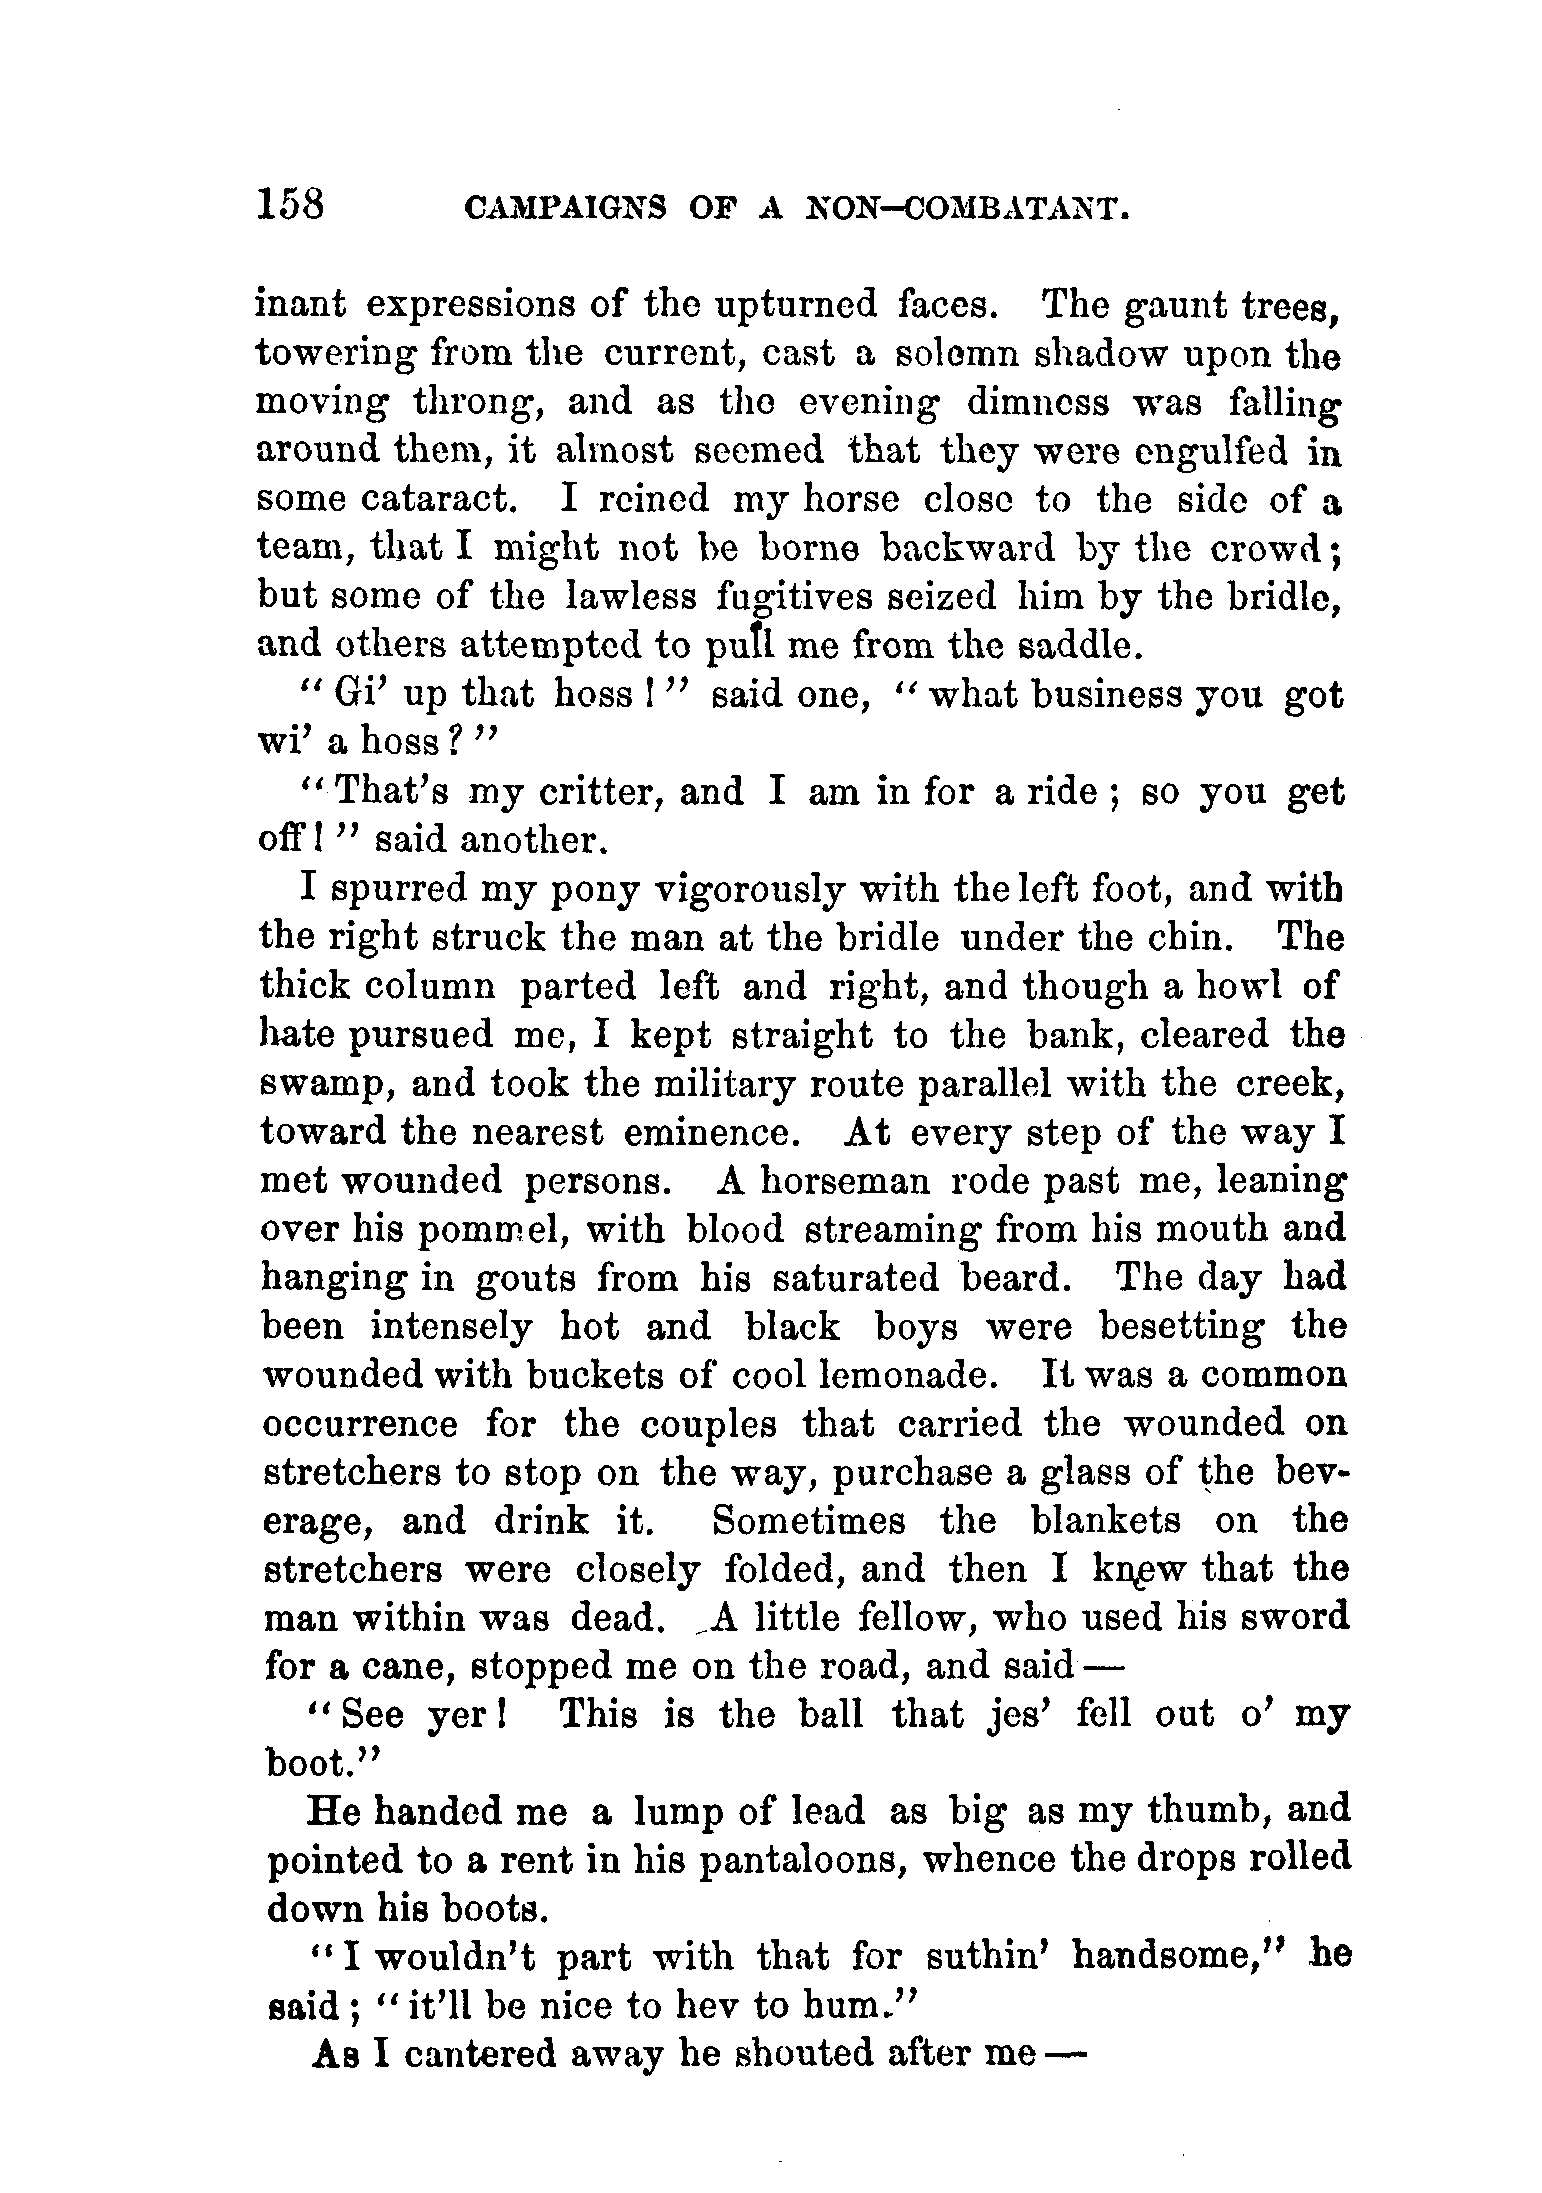 158 CAMPAIGNS OF A NON-COMBATANT.
inant expressions of the upturned faces. The gaunt trees,
towering from the current, cast a solemn shadow upon the
moving throng, and as the evening dimness was falling
around them, it almost seemed that they were engulfed in
some cataract. I reined my horse close to the side of a
team, that I might not be borne backward by the crowd;
but some of the lawless fugitives seized him by the bridle,
and others attempted to pull me from the saddle.
"Gi' up that hoss!" said one, "what business you got
wi' a hoss?"
"That's my critter, and I am in for a ride; so you get
off!" said another.
I spurred my pony vigorously with the left foot, and with
the right struck the man at the bridle under the chin. The
thick column parted left and right, and though a howl of
hate pursued me, I kept straight to the bank, cleared the
swamp, and took the military route parallel with the creek,
toward the nearest eminence. At every step of the way I
met wounded persons. A horseman rode past me, leaning
over his pommel, with blood streaming from his mouth and
hanging in gouts from his saturated beard. The day had
been intensely hot and black boys were besetting the
wounded with buckets of cool lemonade. It was a common
occurrence for the couples that carried the wounded on
stretchers to stop on the way, purchase a glass of the bev-
erage, and drink it. Sometimes the blankets on the
stretchers were closely folded, and then I knew that the
man within was dead. A little fellow, who used his sword
for a cane, stopped me on the road, and said—
"See yer! This is the ball that jes' fell out o' my
boot."
He handed me a lump of lead as big as my thumb, and
pointed to a rent in his pantaloons, whence the drops rolled
down his boots.
"I wouldn't part with that for suthin' handsome," he
said; "it'll be nice to hev to hum."
As I cantered away he shouted after me—